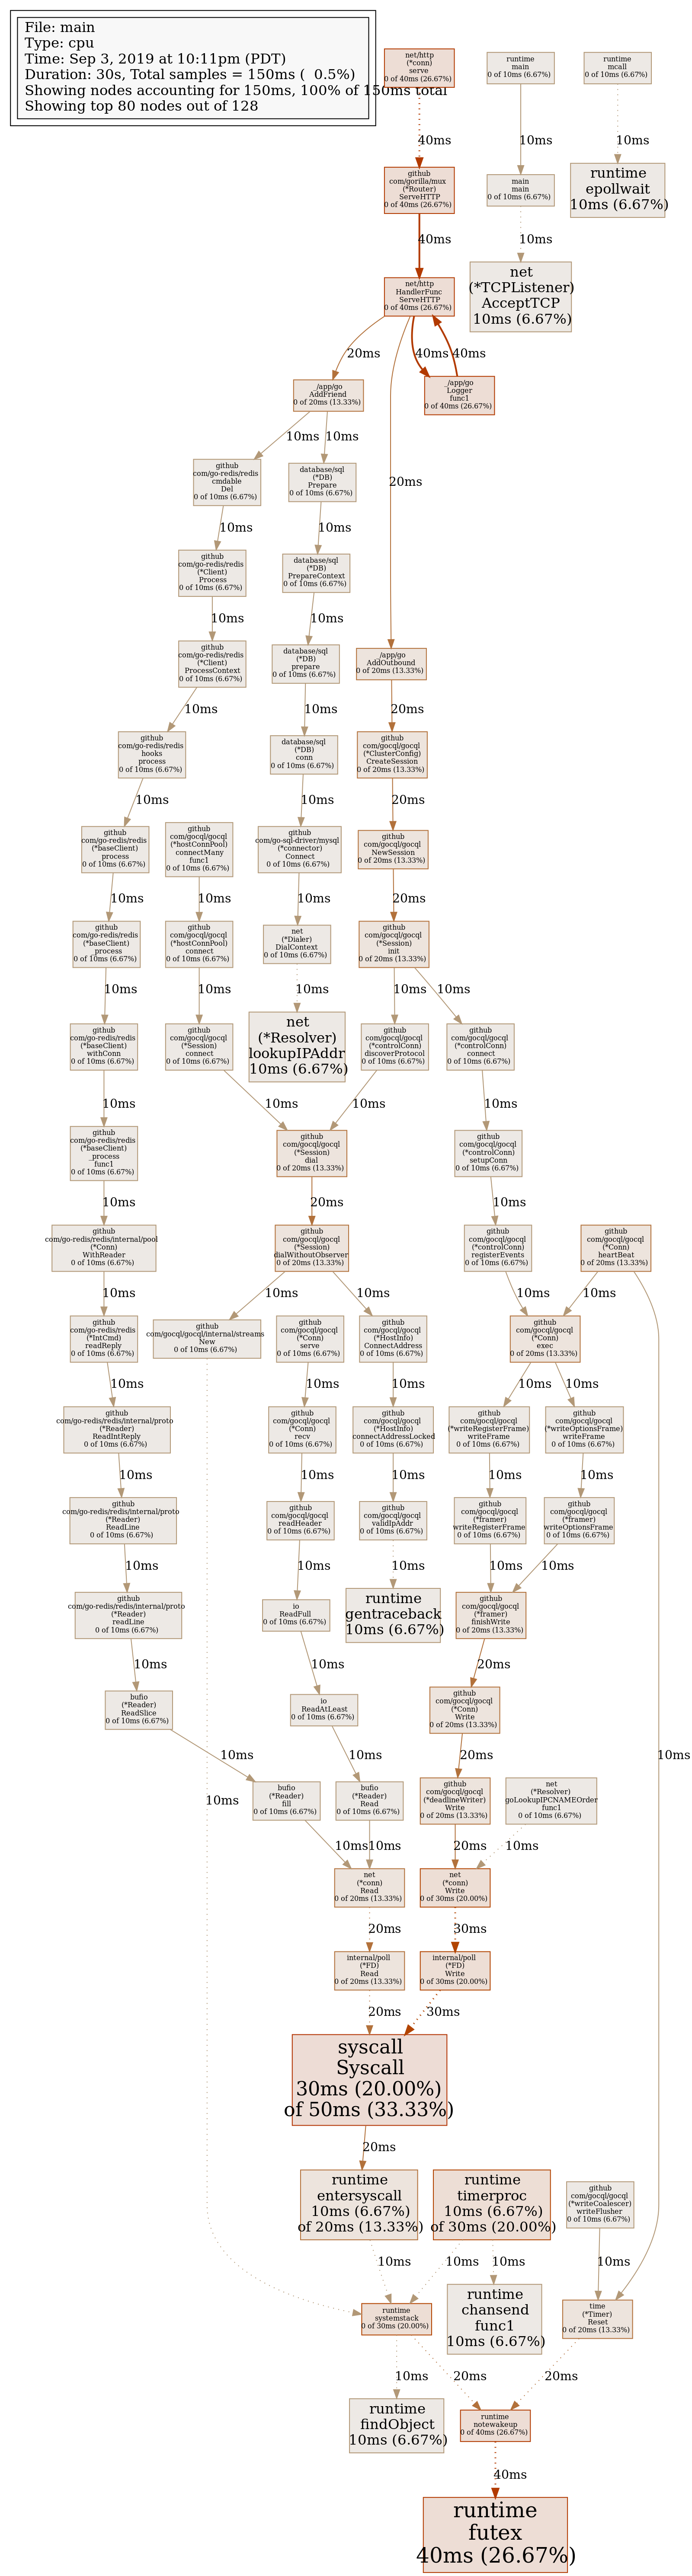 File: main
Type: cpu
Time: Sep 3, 2019 at 10:11pm (PDT)
Duration: 30s, Total samples = 150ms (  0.5%)
Showing nodes accounting for 150ms, 100% of 150ms total
Showing top 80 nodes out of 128
net/http
(*conn)
serve
0 of 40ms (26.67%)
runtime
main
0 of 10ms (6.67%)
runtime
mcall
0 of 10ms (6.67%)
40ms
10ms
10ms
github
com/gorilla/mux
(*Router)
ServeHTTP
0 of 40ms (26.67%)
main
main
0 of 10ms (6.67%)
runtime
epollwait
10ms (6.67%)
40ms
10ms
net/http
HandlerFunc
ServeHTTP
0 of 40ms (26.67%)
net
(*TCPListener)
AcceptTCP
10ms (6.67%)
20ms
40ms
40ms
_/app/go
AddFriend
0 of 20ms (13.33%)
_/app/go
Logger
func1
0 of 40ms (26.67%)
10ms
10ms
20ms
github
com/go-redis/redis
cmdable
Del
0 of 10ms (6.67%)
database/sql
(*DB)
Prepare
0 of 10ms (6.67%)
10ms
10ms
github
com/go-redis/redis
(*Client)
Process
0 of 10ms (6.67%)
database/sql
(*DB)
PrepareContext
0 of 10ms (6.67%)
10ms
10ms
github
com/go-redis/redis
(*Client)
ProcessContext
0 of 10ms (6.67%)
database/sql
(*DB)
prepare
0 of 10ms (6.67%)
_/app/go
AddOutbound
0 of 20ms (13.33%)
10ms
10ms
20ms
github
com/go-redis/redis
hooks
process
0 of 10ms (6.67%)
database/sql
(*DB)
conn
0 of 10ms (6.67%)
github
com/gocql/gocql
(*ClusterConfig)
CreateSession
0 of 20ms (13.33%)
10ms
10ms
20ms
github
com/go-redis/redis
(*baseClient)
process
0 of 10ms (6.67%)
github
com/gocql/gocql
(*hostConnPool)
connectMany
func1
0 of 10ms (6.67%)
github
com/go-sql-driver/mysql
(*connector)
Connect
0 of 10ms (6.67%)
github
com/gocql/gocql
NewSession
0 of 20ms (13.33%)
10ms
10ms
10ms
20ms
github
com/go-redis/redis
(*baseClient)
_process
0 of 10ms (6.67%)
github
com/gocql/gocql
(*hostConnPool)
connect
0 of 10ms (6.67%)
net
(*Dialer)
DialContext
0 of 10ms (6.67%)
github
com/gocql/gocql
(*Session)
init
0 of 20ms (13.33%)
10ms
10ms
10ms
10ms
10ms
github
com/go-redis/redis
(*baseClient)
withConn
0 of 10ms (6.67%)
github
com/gocql/gocql
(*Session)
connect
0 of 10ms (6.67%)
net
(*Resolver)
lookupIPAddr
10ms (6.67%)
github
com/gocql/gocql
(*controlConn)
discoverProtocol
0 of 10ms (6.67%)
github
com/gocql/gocql
(*controlConn)
connect
0 of 10ms (6.67%)
10ms
10ms
10ms
10ms
github
com/go-redis/redis
(*baseClient)
_process
func1
0 of 10ms (6.67%)
github
com/gocql/gocql
(*Session)
dial
0 of 20ms (13.33%)
github
com/gocql/gocql
(*controlConn)
setupConn
0 of 10ms (6.67%)
10ms
20ms
10ms
github
com/go-redis/redis/internal/pool
(*Conn)
WithReader
0 of 10ms (6.67%)
github
com/gocql/gocql
(*Session)
dialWithoutObserver
0 of 20ms (13.33%)
github
com/gocql/gocql
(*controlConn)
registerEvents
0 of 10ms (6.67%)
github
com/gocql/gocql
(*Conn)
heartBeat
0 of 20ms (13.33%)
10ms
10ms
10ms
10ms
10ms
github
com/go-redis/redis
(*IntCmd)
readReply
0 of 10ms (6.67%)
github
com/gocql/gocql/internal/streams
New
0 of 10ms (6.67%)
github
com/gocql/gocql
(*Conn)
serve
0 of 10ms (6.67%)
github
com/gocql/gocql
(*HostInfo)
ConnectAddress
0 of 10ms (6.67%)
github
com/gocql/gocql
(*Conn)
exec
0 of 20ms (13.33%)
10ms
10ms
10ms
10ms
10ms
github
com/go-redis/redis/internal/proto
(*Reader)
ReadIntReply
0 of 10ms (6.67%)
github
com/gocql/gocql
(*Conn)
recv
0 of 10ms (6.67%)
github
com/gocql/gocql
(*HostInfo)
connectAddressLocked
0 of 10ms (6.67%)
github
com/gocql/gocql
(*writeRegisterFrame)
writeFrame
0 of 10ms (6.67%)
github
com/gocql/gocql
(*writeOptionsFrame)
writeFrame
0 of 10ms (6.67%)
10ms
10ms
10ms
10ms
10ms
github
com/go-redis/redis/internal/proto
(*Reader)
ReadLine
0 of 10ms (6.67%)
github
com/gocql/gocql
readHeader
0 of 10ms (6.67%)
github
com/gocql/gocql
validIpAddr
0 of 10ms (6.67%)
github
com/gocql/gocql
(*framer)
writeRegisterFrame
0 of 10ms (6.67%)
github
com/gocql/gocql
(*framer)
writeOptionsFrame
0 of 10ms (6.67%)
10ms
10ms
10ms
10ms
10ms
github
com/go-redis/redis/internal/proto
(*Reader)
readLine
0 of 10ms (6.67%)
io
ReadFull
0 of 10ms (6.67%)
runtime
gentraceback
10ms (6.67%)
github
com/gocql/gocql
(*framer)
finishWrite
0 of 20ms (13.33%)
10ms
10ms
20ms
bufio
(*Reader)
ReadSlice
0 of 10ms (6.67%)
io
ReadAtLeast
0 of 10ms (6.67%)
github
com/gocql/gocql
(*Conn)
Write
0 of 20ms (13.33%)
10ms
10ms
20ms
10ms
10ms
bufio
(*Reader)
fill
0 of 10ms (6.67%)
bufio
(*Reader)
Read
0 of 10ms (6.67%)
github
com/gocql/gocql
(*deadlineWriter)
Write
0 of 20ms (13.33%)
net
(*Resolver)
goLookupIPCNAMEOrder
func1
0 of 10ms (6.67%)
10ms
10ms
20ms
10ms
net
(*conn)
Read
0 of 20ms (13.33%)
net
(*conn)
Write
0 of 30ms (20.00%)
20ms
30ms
internal/poll
(*FD)
Read
0 of 20ms (13.33%)
internal/poll
(*FD)
Write
0 of 30ms (20.00%)
20ms
30ms
syscall
Syscall
30ms (20.00%)
of 50ms (33.33%)
20ms
runtime
entersyscall
10ms (6.67%)
of 20ms (13.33%)
runtime
timerproc
10ms (6.67%)
of 30ms (20.00%)
github
com/gocql/gocql
(*writeCoalescer)
writeFlusher
0 of 10ms (6.67%)
10ms
10ms
10ms
10ms
runtime
systemstack
0 of 30ms (20.00%)
runtime
chansend
func1
10ms (6.67%)
time
(*Timer)
Reset
0 of 20ms (13.33%)
10ms
20ms
20ms
runtime
findObject
10ms (6.67%)
runtime
notewakeup
0 of 40ms (26.67%)
40ms
runtime
futex
40ms (26.67%)